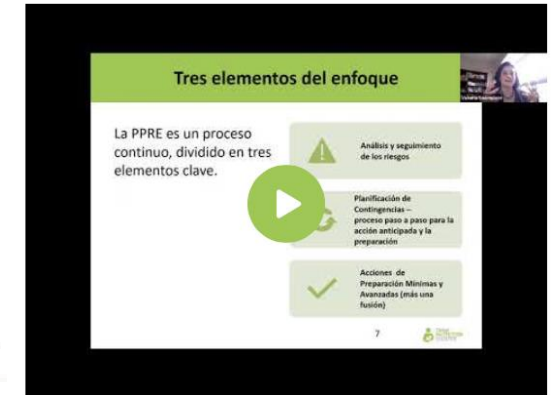 Tres elementos del enfoque
La PPRE es un proceso
continuo, dividido en tres
elementos clave.
Análisis y seguimiento
de los riesgos
Planificación de
Contingencias –
proceso paso a paso para la
acción anticipada y la
preparación
Acciones de
Preparación Mínimas y
Avanzadas (más una
fusión)
7